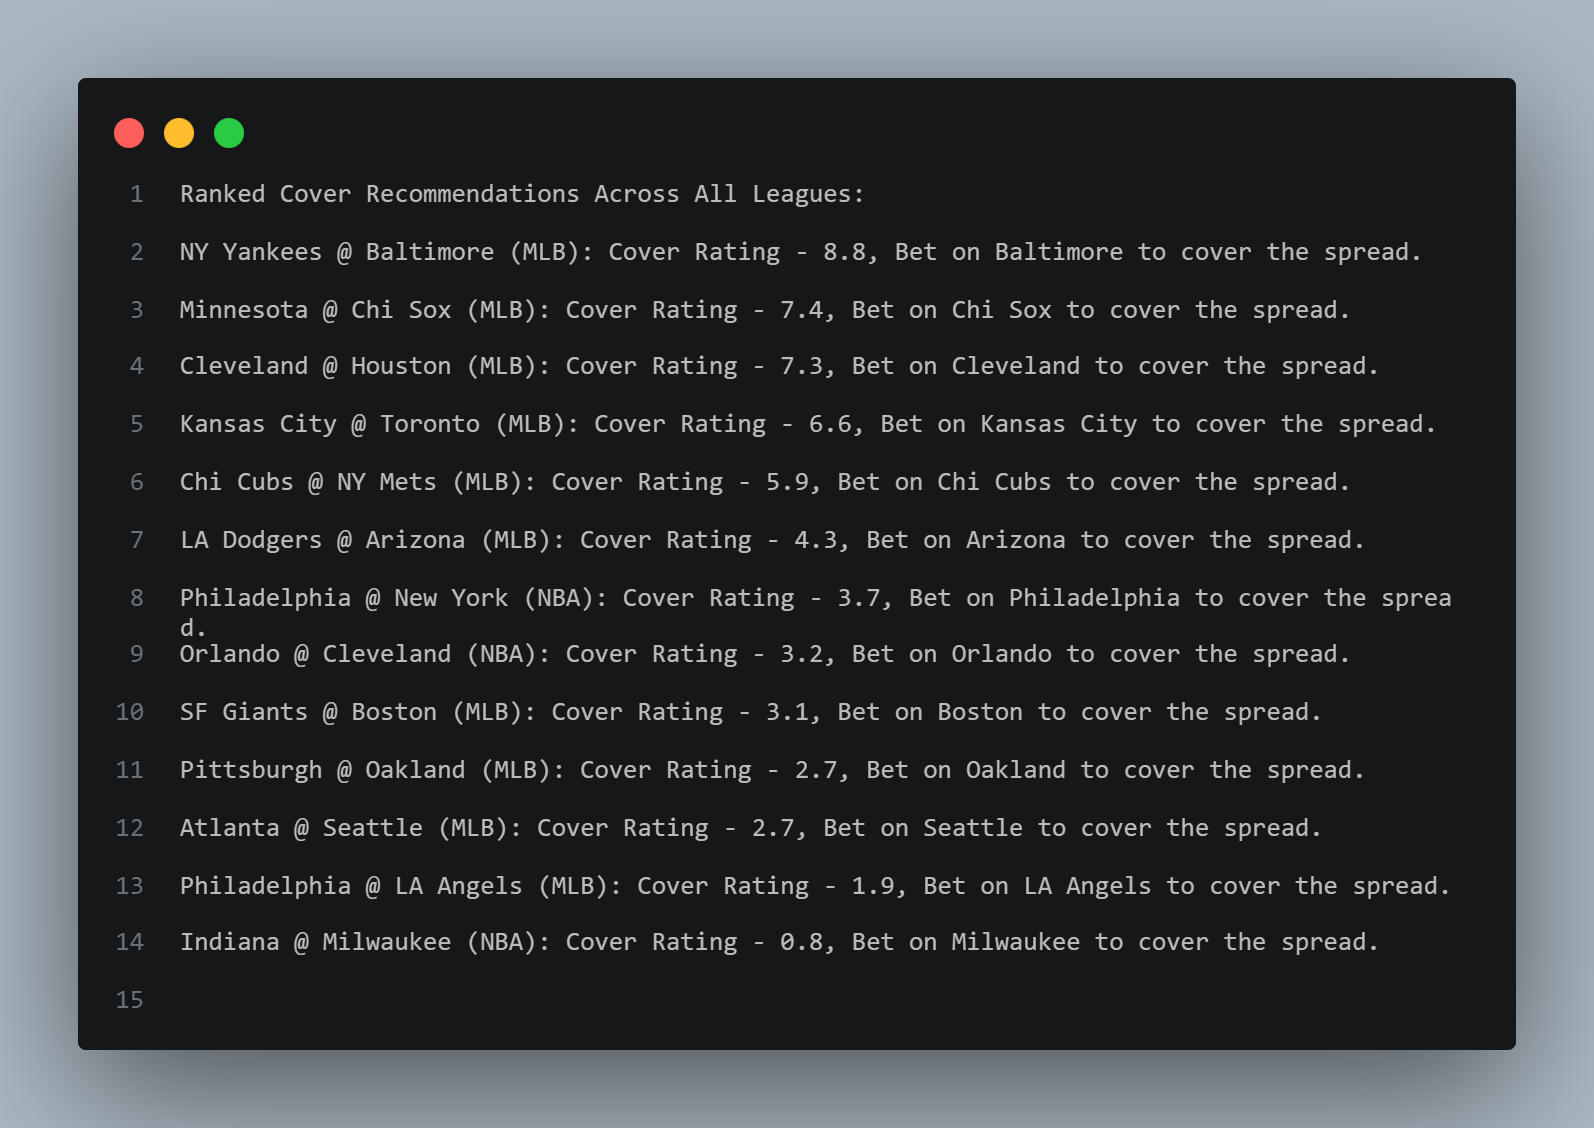 1 Ranked Cover Recommendations Across All Leagues:
2 NY Yankees @ Baltimore (MLB): Cover Rating - 8.8, Bet on Baltimore to cover the spread.
3 Minnesota @ Chi Sox (MLB): Cover Rating - 7.4, Bet on Chi Sox to cover the spread.
4 Cleveland @ Houston (MLB): Cover Rating - 7.3, Bet on Cleveland to cover the spread.
5 Kansas City @ Toronto (MLB): Cover Rating - 6.6, Bet on Kansas City to cover the spread.
6 Chi Cubs @ NY Mets (MLB): Cover Rating - 5.9, Bet on Chi Cubs to cover the spread.
7 LA Dodgers @ Arizona (MLB): Cover Rating - 4.3, Bet on Arizona to cover the spread.
8 Philadelphia @ New York (NBA): Cover Rating - 3.7, Bet on Philadelphia to cover the sprea
d.
9 Orlando @ Cleveland (NBA): Cover Rating - 3.2, Bet on Orlando to cover the spread.
10 SF Giants @ Boston (MLB): Cover Rating - 3.1, Bet on Boston to cover the spread.
11 Pittsburgh @ Oakland (MLB): Cover Rating - 2.7, Bet on Oakland to cover the spread.
12 Atlanta @ Seattle (MLB): Cover Rating - 2.7, Bet on Seattle to cover the spread.
13 Philadelphia @ LA Angels (MLB): Cover Rating - 1.9, Bet on LA Angels to cover the spread.
14 Indiana @ Milwaukee (NBA): Cover Rating - 0.8, Bet on Milwaukee to cover the spread.
15